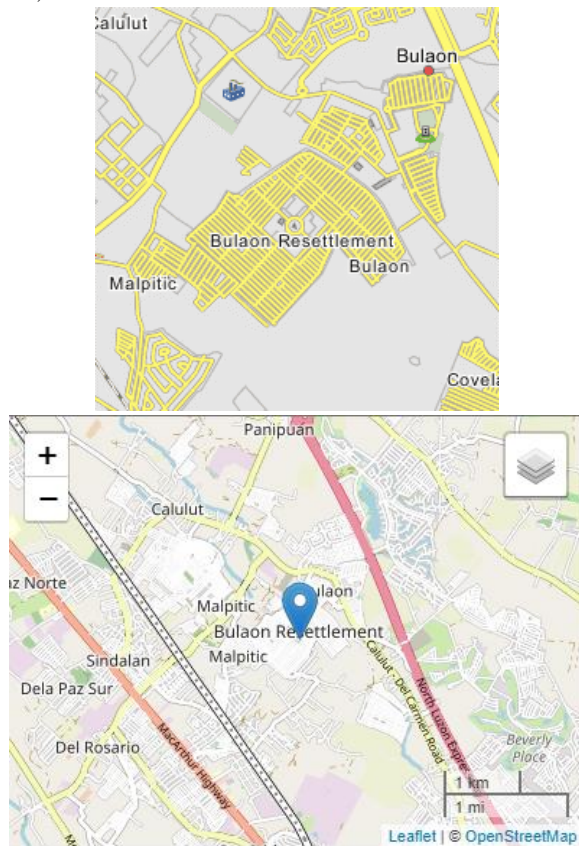 Calulut
Bulaon
Bulaon Resettlement
Bulaon
Malpitic
Covela
Panipuan
+
−
Calulut
az Norte
Malpitic
Bulaon
Bulaon Resettlement
Malpitic
Sindalan
Dela Paz Sur
Calulut - Del Carmen Road
North Luzon Expre
Del Rosario
MacArthur Highway
Beverly
Place
1 km
1 mi
Leaflet | © OpenStreetMap